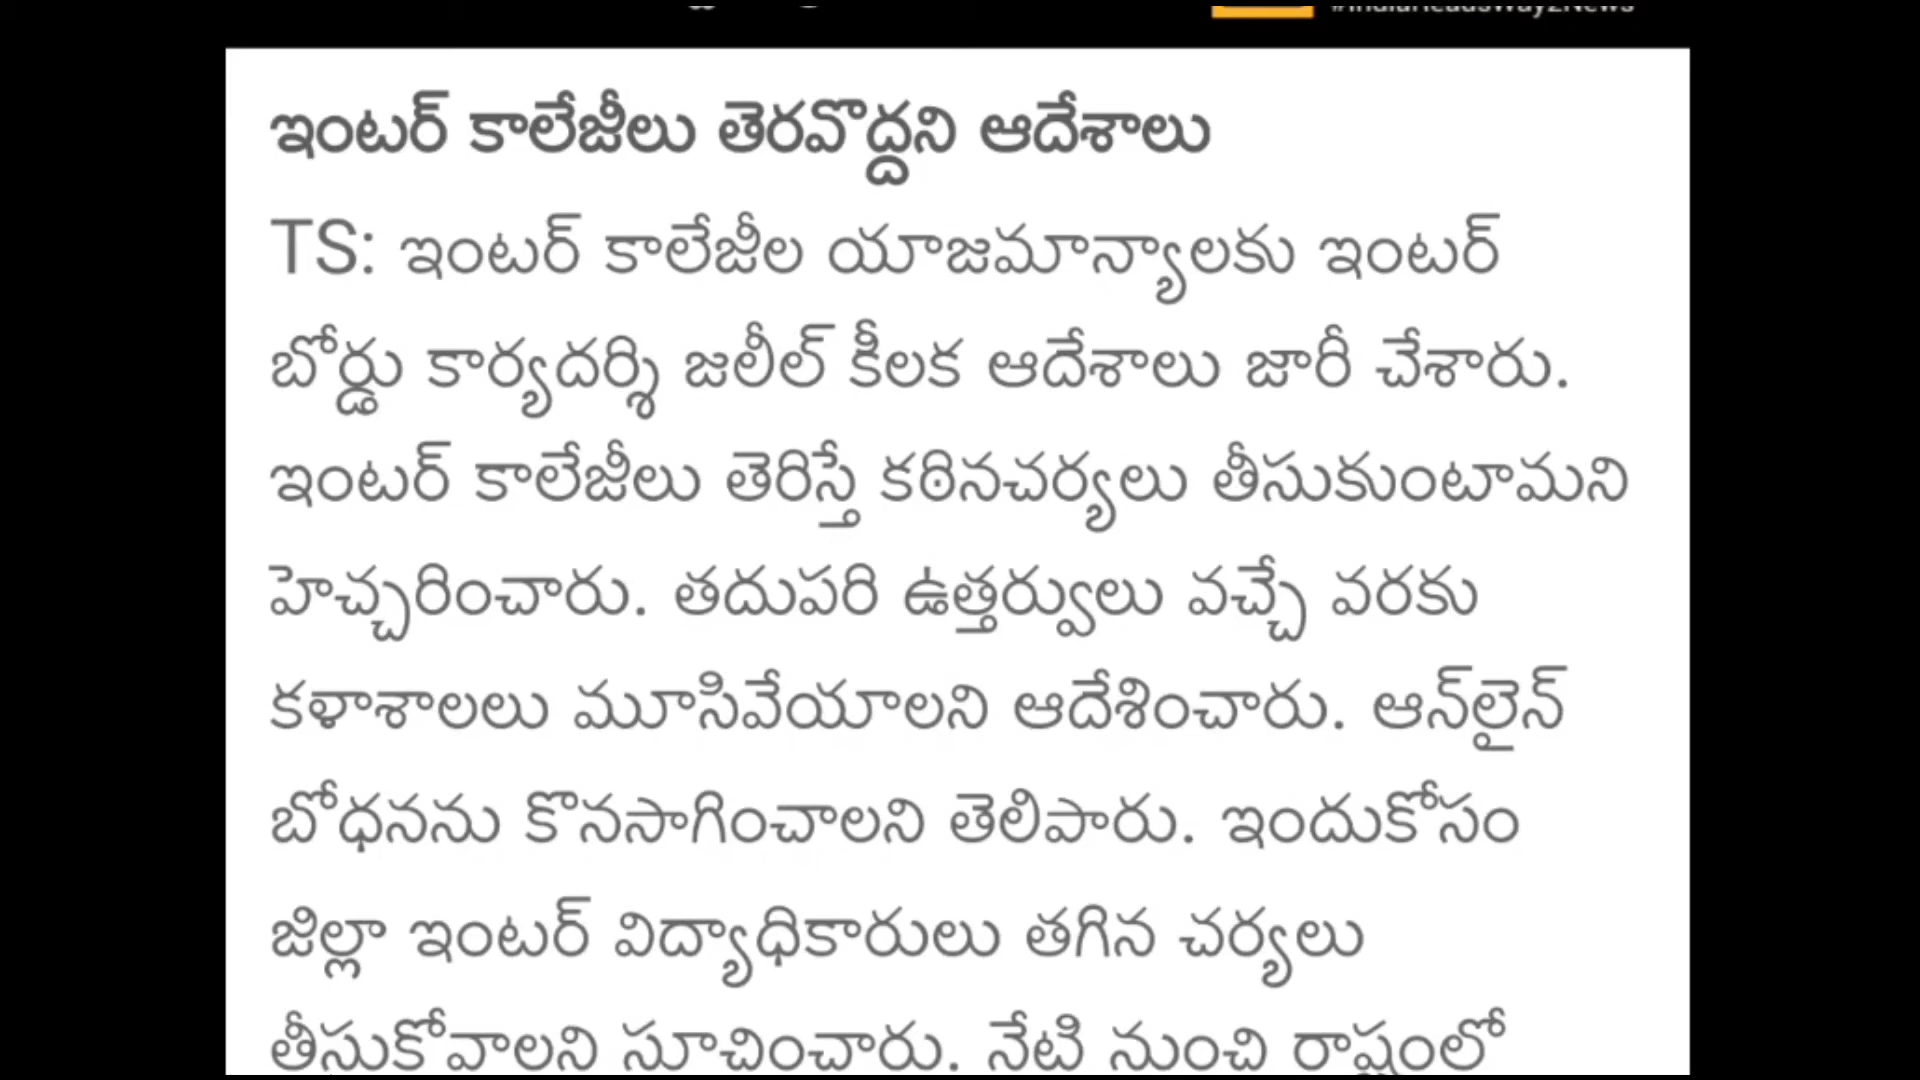 #IndiaReadsWay2News
ఇంటర్ కాలేజీలు తెరవొద్దని ఆదేశాలు
TS: ఇంటర్ కాలేజీల యాజమాన్యాలకు ఇంటర్
బోర్డు కార్యదర్శి జలీల్ కీలక ఆదేశాలు జారీ చేశారు.
ఇంటర్ కాలేజీలు తెరిస్తే కఠినచర్యలు తీసుకుంటామని
హెచ్చరించారు. తదుపరి ఉత్తర్వులు వచ్చే వరకు
కళాశాలలు మూసివేయాలని ఆదేశించారు. ఆన్‌లైన్
బోధనను కొనసాగించాలని తెలిపారు. ఇందుకోసం
జిల్లా ఇంటర్ విద్యాధికారులు తగిన చర్యలు
తీసుకోవాలని సూచించారు. నేటి నుంచి రాష్ట్రంలో